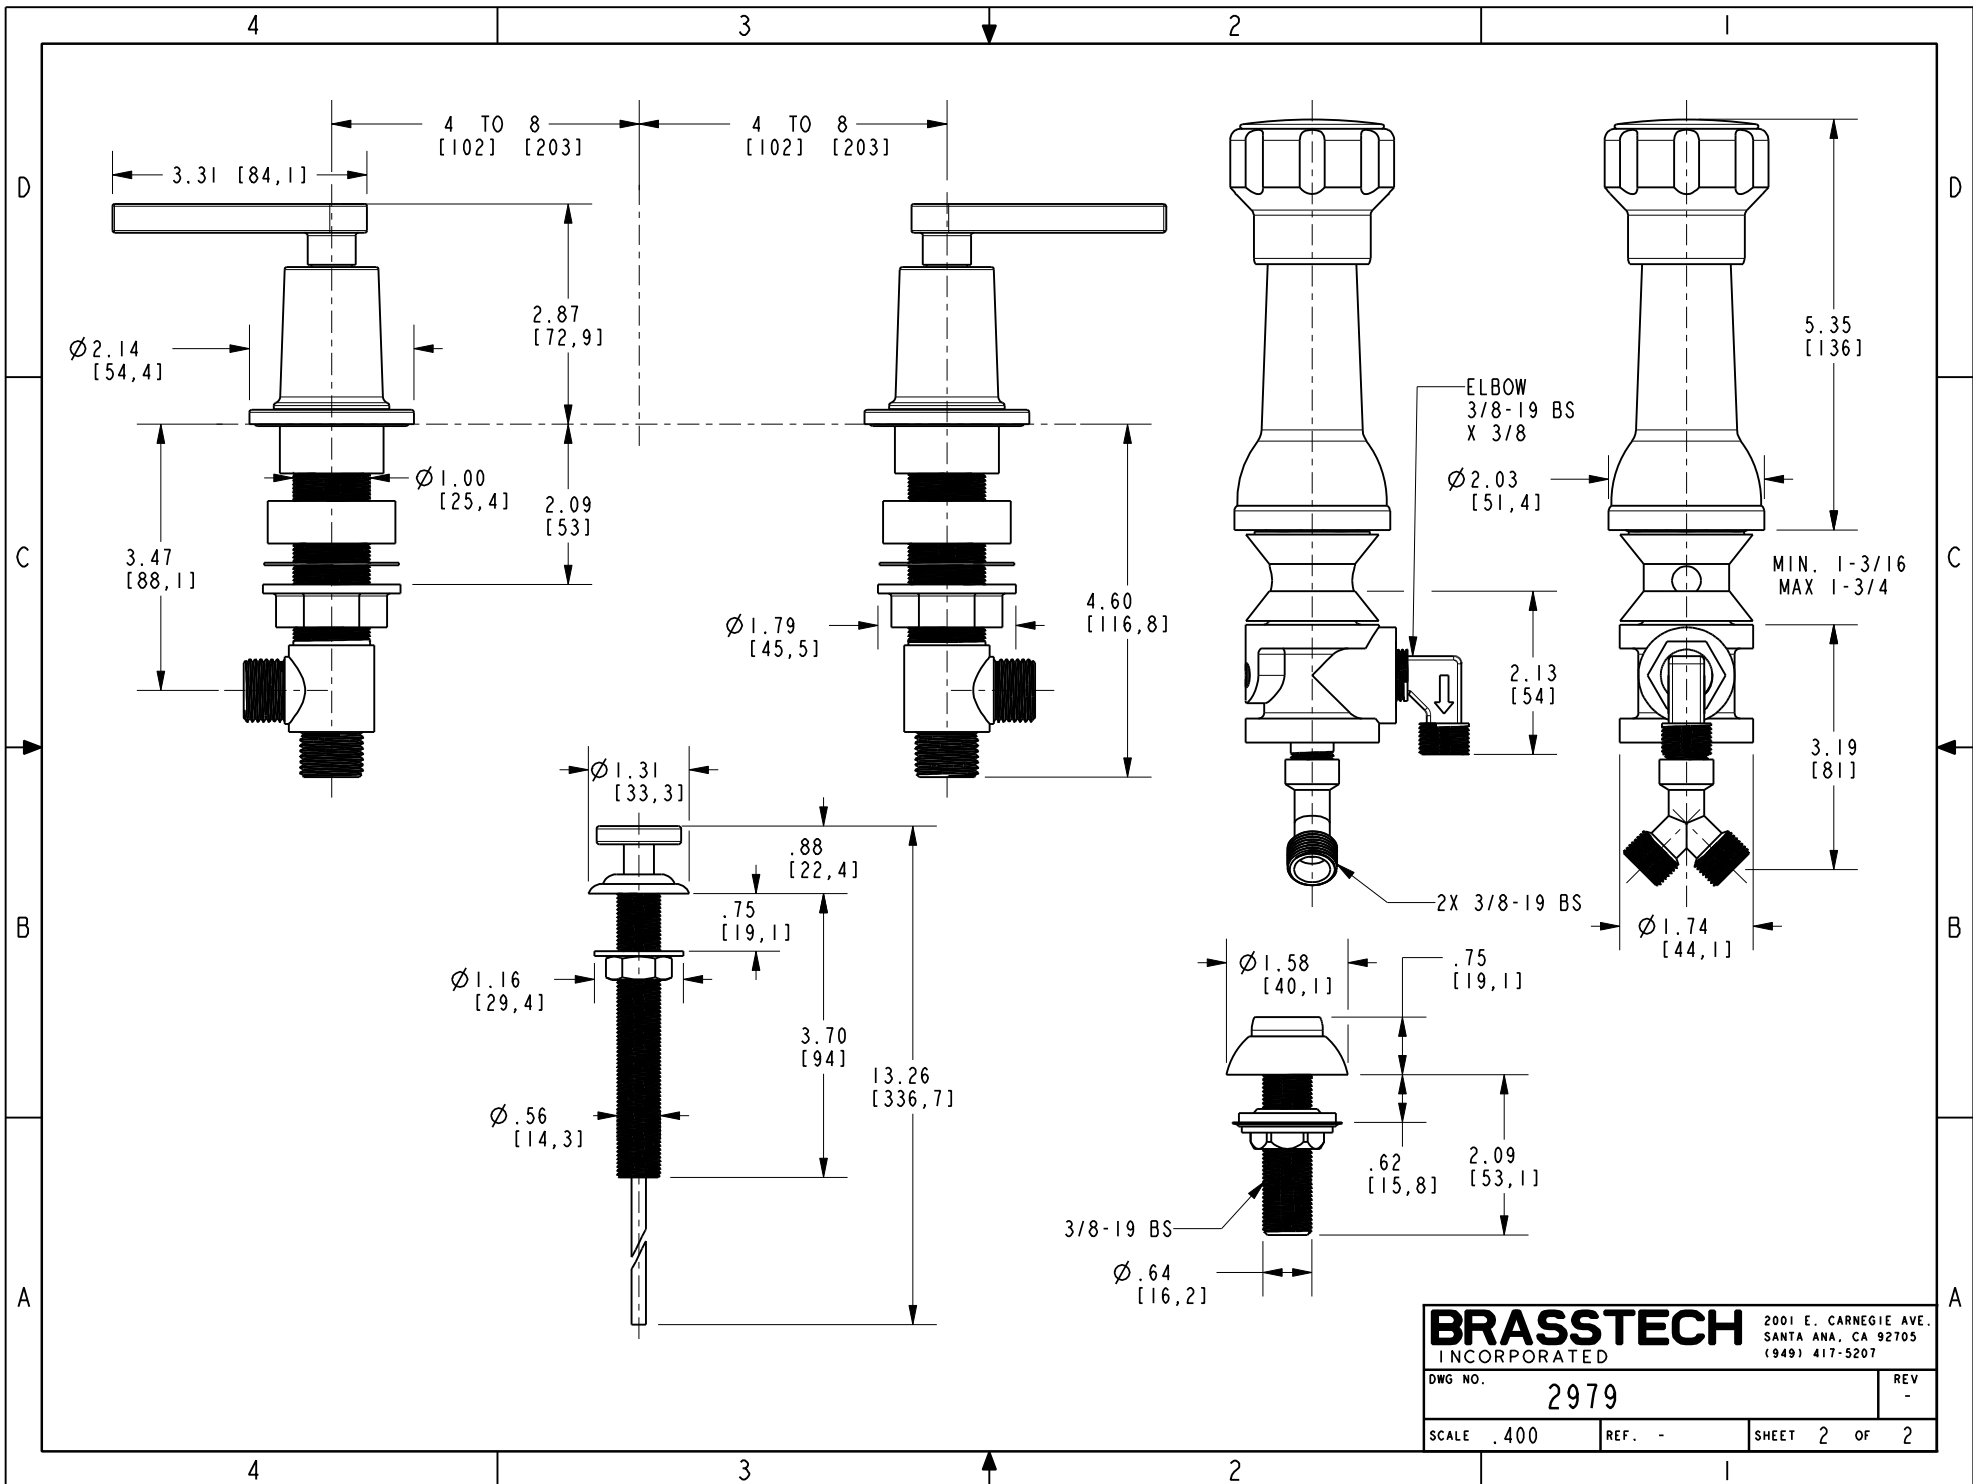 4 3 2 1
D
C
B
A
D
C
B
A
4 TO 8
[102] [203]
4 TO 8
[102] [203]
3.31 [84,1]
2.87
[72,9]
Ø2.14
[54,4]
Ø1.00
[25,4]
2.09
[53]
3.47
[88,1]
Ø1.79
[45,5]
4.60
[116,8]
ELBOW
3/8-19 BS
X 3/8
5.35
[136]
Ø2.03
[51,4]
MIN. 1-3/16
MAX 1-3/4
2.13
[54]
3.19
[81]
2X 3/8-19 BS
Ø1.74
[44,1]
Ø1.31
[33,3]
.88
[22,4]
.75
[19,1]
Ø1.16
[29,4]
3.70
[94]
13.26
[336,7]
Ø.56
[14,3]
Ø1.58
[40,1]
.75
[19,1]
.62
[15,8]
2.09
[53,1]
3/8-19 BS
Ø.64
[16,2]
BRASSTECH
INCORPORATED
2001 E. CARNEGIE AVE.
SANTA ANA, CA 92705
(949) 417-5207
DWG NO.
2979
REV
-
SCALE .400 REF. - SHEET 2 OF 2
4 3 2 1